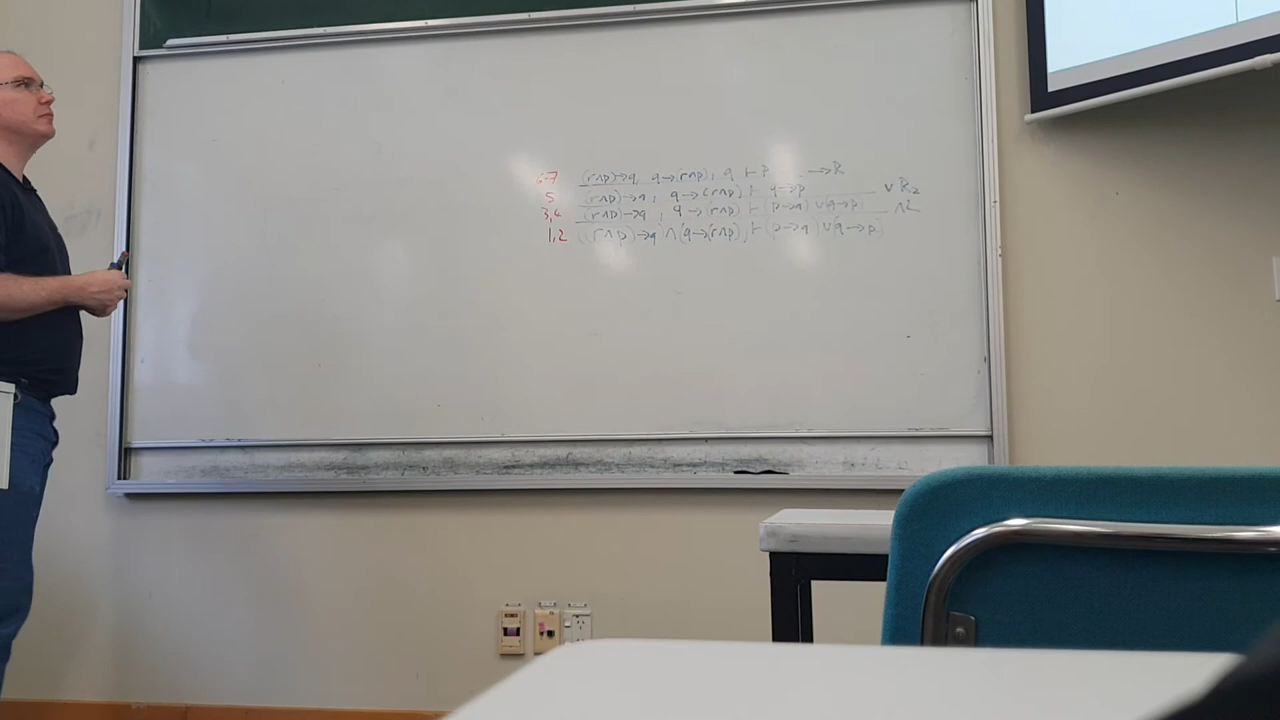 6-7 (r∧p)→q, q→(r∧p), q ⊢ p →R
5 (r∧p)→q, q→(r∧p) ⊢ q→p ∨R₂
3,4 (r∧p)→q, q→(r∧p) ⊢ (p→q)∨(q→p) ∧L
1,2 ((r∧p)→q)∧(q→(r∧p)) ⊢ (p→q)∨(q→p)